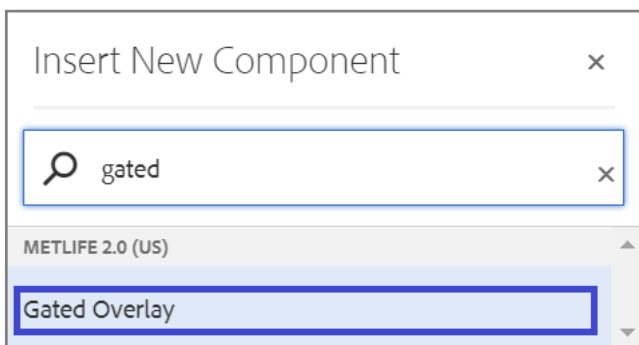 Insert New Component
gated
METLIFE 2.0 (US)
Gated Overlay